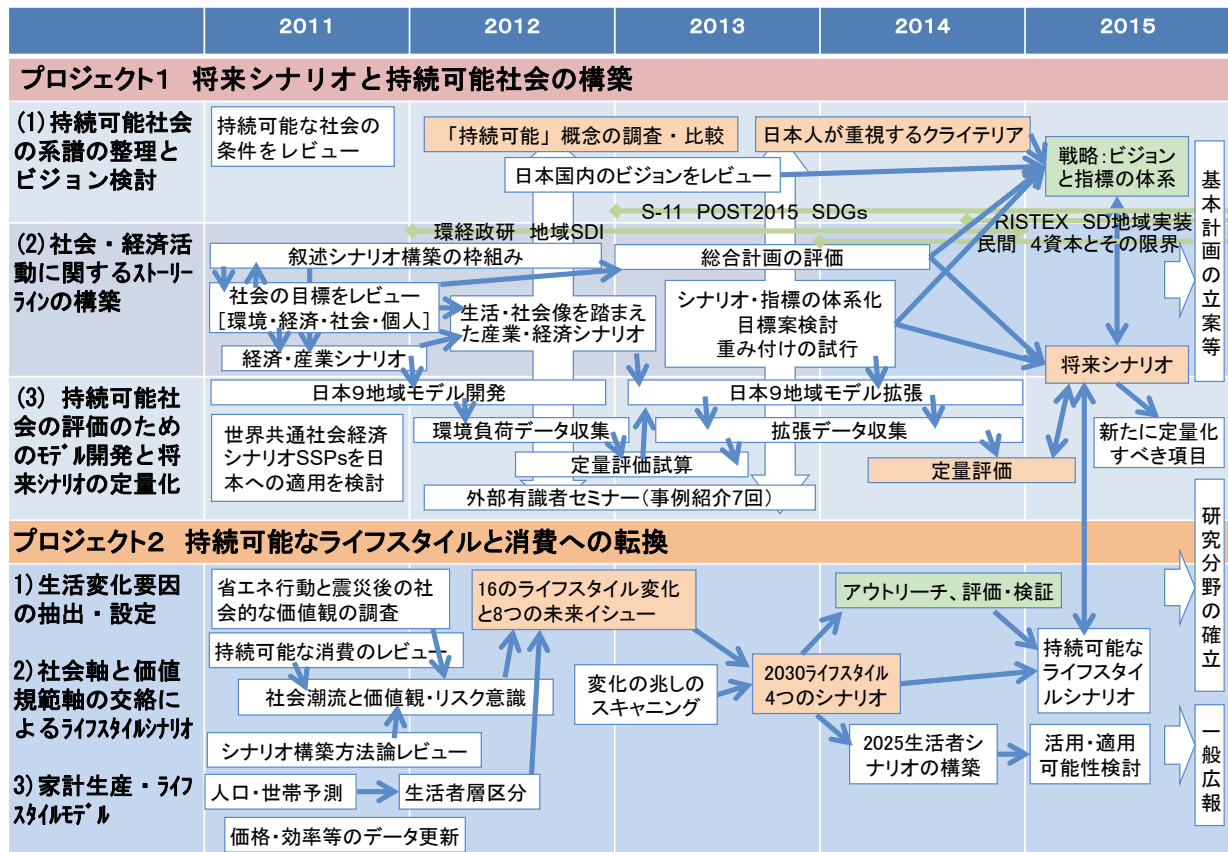 2011
2012
2013
2014
2015
プロジェクト1 将来シナリオと持続可能社会の構築
(1)持続可能社会
の系譜の整理と
ビジョン検討
持続可能な社会の
条件をレビュー
「持続可能」概念の調査・比較
日本人が重視するクライテリア
日本国内のビジョンをレビュー
戦略：ビジョン
と指標の体系
S-11 POST2015 SDGs
RISTEX SD地域実装
環経政研 地域SDI
民間 4資本とその限界
(2)社会・経済活
動に関するストーリー
ラインの構築
叙述シナリオ構築の枠組み
総合計画の評価
社会の目標をレビュー
[環境・経済・社会・個人]
生活・社会像を踏まえ
た産業・経済シナリオ
シナリオ・指標の体系化
目標案検討
重み付けの試行
経済・産業シナリオ
将来シナリオ
基本計画の立案等
(3) 持続可能社
会の評価のため
のモデル開発と将
来シナリオの定量化
日本9地域モデル開発
日本9地域モデル拡張
世界共通社会経済
シナリオSSPsを日
本への適用を検討
環境負荷データ収集
拡張データ収集
新たに定量化
すべき項目
定量評価試算
定量評価
外部有識者セミナー(事例紹介7回)
プロジェクト2 持続可能なライフスタイルと消費への転換
1)生活変化要因
の抽出・設定
省エネ行動と震災後の社
会的な価値観の調査
16のライフスタイル変化
と8つの未来イシュー
アウトリーチ、評価・検証
研究分野の確立
持続可能な消費のレビュー
持続可能な
ライフスタイ
ルシナリオ
2)社会軸と価値
規範軸の交絡に
よるライフスタイルシナリオ
社会潮流と価値観・リスク意識
変化の兆しの
スキャニング
2030ライフスタイル
4つのシナリオ
シナリオ構築方法論レビュー
2025生活者シ
ナリオの構築
活用・適用
可能性検討
一般広報
3)家計生産・ライフ
スタイルモデル
人口・世帯予測
生活者層区分
価格・効率等のデータ更新